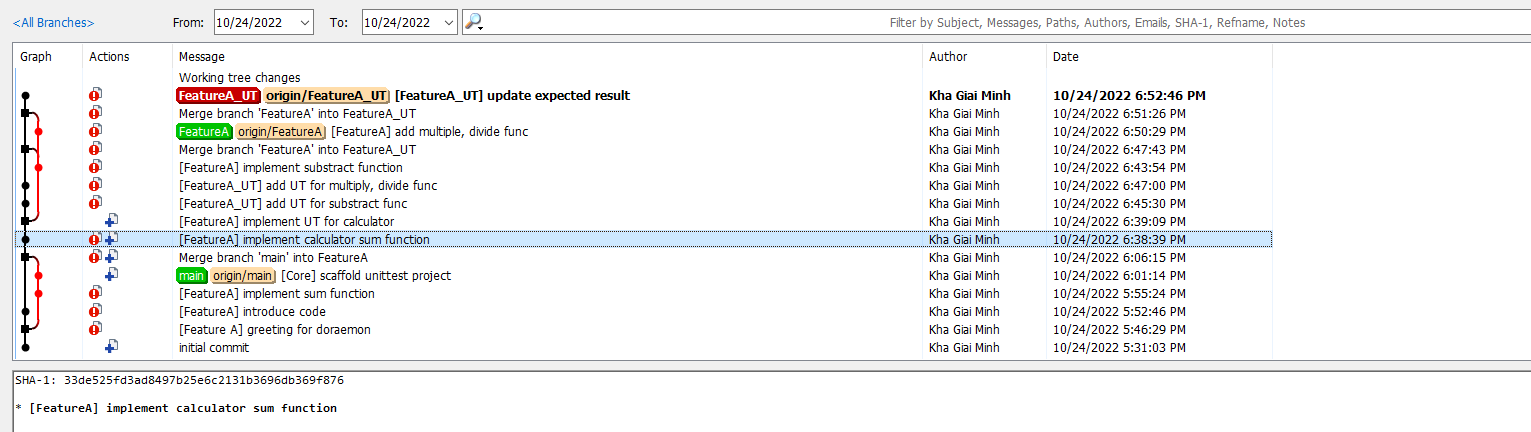 <All Branches> From: 10/24/2022 To: 10/24/2022 Filter by Subject, Messages, Paths, Authors, Emails, SHA-1, Refname, Notes
Graph Actions Message Author Date
Working tree changes
FeatureA_UT origin/FeatureA_UT [FeatureA_UT] update expected result Kha Giai Minh 10/24/2022 6:52:46 PM
Merge branch 'FeatureA' into FeatureA_UT Kha Giai Minh 10/24/2022 6:51:26 PM
FeatureA origin/FeatureA [FeatureA] add multiple, divide func Kha Giai Minh 10/24/2022 6:50:29 PM
Merge branch 'FeatureA' into FeatureA_UT Kha Giai Minh 10/24/2022 6:47:43 PM
[FeatureA] implement substract function Kha Giai Minh 10/24/2022 6:43:54 PM
[FeatureA_UT] add UT for multiply, divide func Kha Giai Minh 10/24/2022 6:47:00 PM
[FeatureA_UT] add UT for substract func Kha Giai Minh 10/24/2022 6:45:30 PM
[FeatureA] implement UT for calculator Kha Giai Minh 10/24/2022 6:39:09 PM
[FeatureA] implement calculator sum function Kha Giai Minh 10/24/2022 6:38:39 PM
Merge branch 'main' into FeatureA Kha Giai Minh 10/24/2022 6:06:15 PM
main origin/main [Core] scaffold unittest project Kha Giai Minh 10/24/2022 6:01:14 PM
[FeatureA] implement sum function Kha Giai Minh 10/24/2022 5:55:24 PM
[FeatureA] introduce code Kha Giai Minh 10/24/2022 5:52:46 PM
[Feature A] greeting for doraemon Kha Giai Minh 10/24/2022 5:46:29 PM
initial commit Kha Giai Minh 10/24/2022 5:31:03 PM
SHA-1: 33de525fd3ad8497b25e6c2131b3696db369f876
* [FeatureA] implement calculator sum function